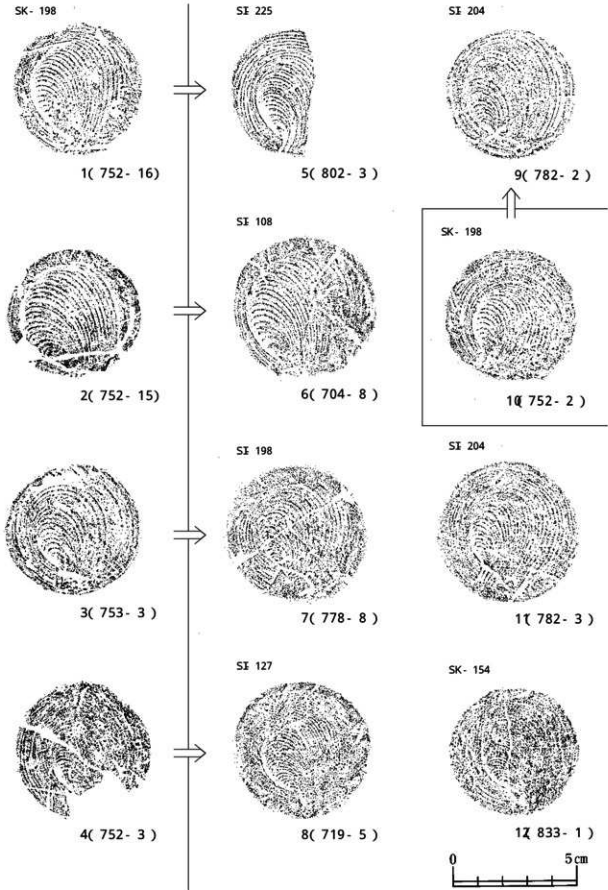 SK- 198
SI 225
SI 204
1( 752- 16)
5( 802- 3 )
9( 782- 2 )
SI 108
SK- 198
2( 752- 15)
6( 704- 8 )
10( 752- 2 )
SI 198
SI 204
3( 753- 3 )
7( 778- 8 )
11( 782- 3 )
SI 127
SK- 154
4( 752- 3 )
8( 719- 5 )
12( 833- 1 )
0 5cm